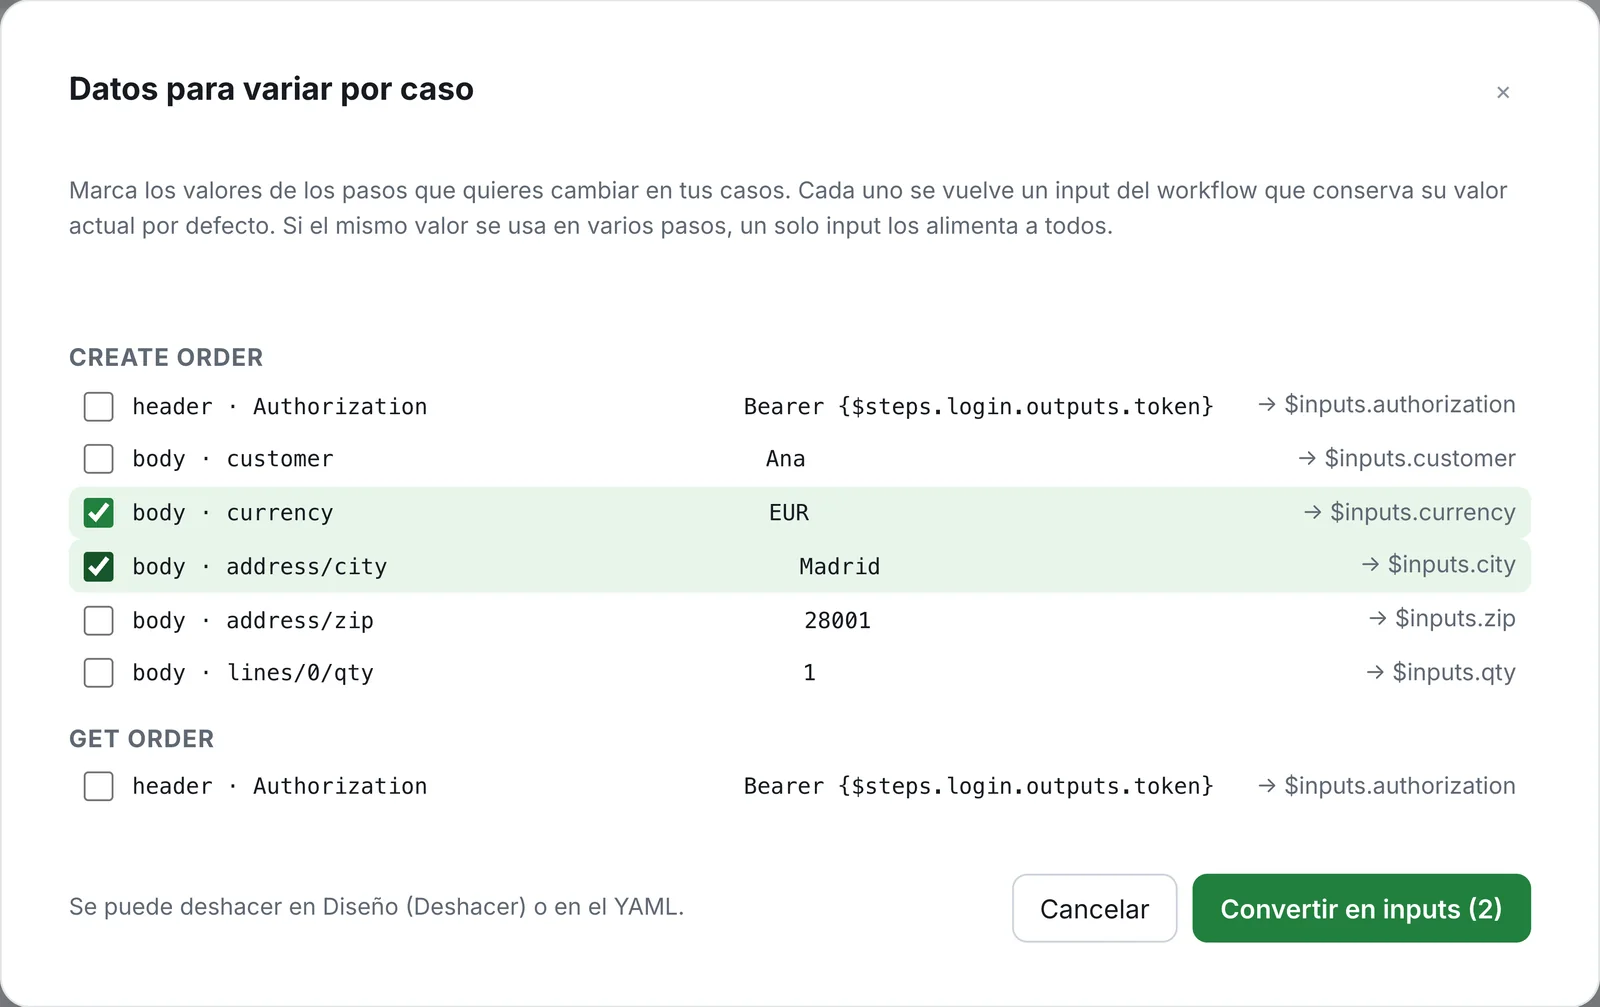 Datos para variar por caso
×
Marca los valores de los pasos que quieres cambiar en tus casos. Cada uno se vuelve un input del workflow que conserva su valor
actual por defecto. Si el mismo valor se usa en varios pasos, un solo input los alimenta a todos.
CREATE ORDER
header · Authorization Bearer {$steps.login.outputs.token} → $inputs.authorization
body · customer Ana → $inputs.customer
body · currency EUR → $inputs.currency
body · address/city Madrid → $inputs.city
body · address/zip 28001 → $inputs.zip
body · lines/0/qty 1 → $inputs.qty
GET ORDER
header · Authorization Bearer {$steps.login.outputs.token} → $inputs.authorization
Se puede deshacer en Diseño (Deshacer) o en el YAML. Cancelar Convertir en inputs (2)